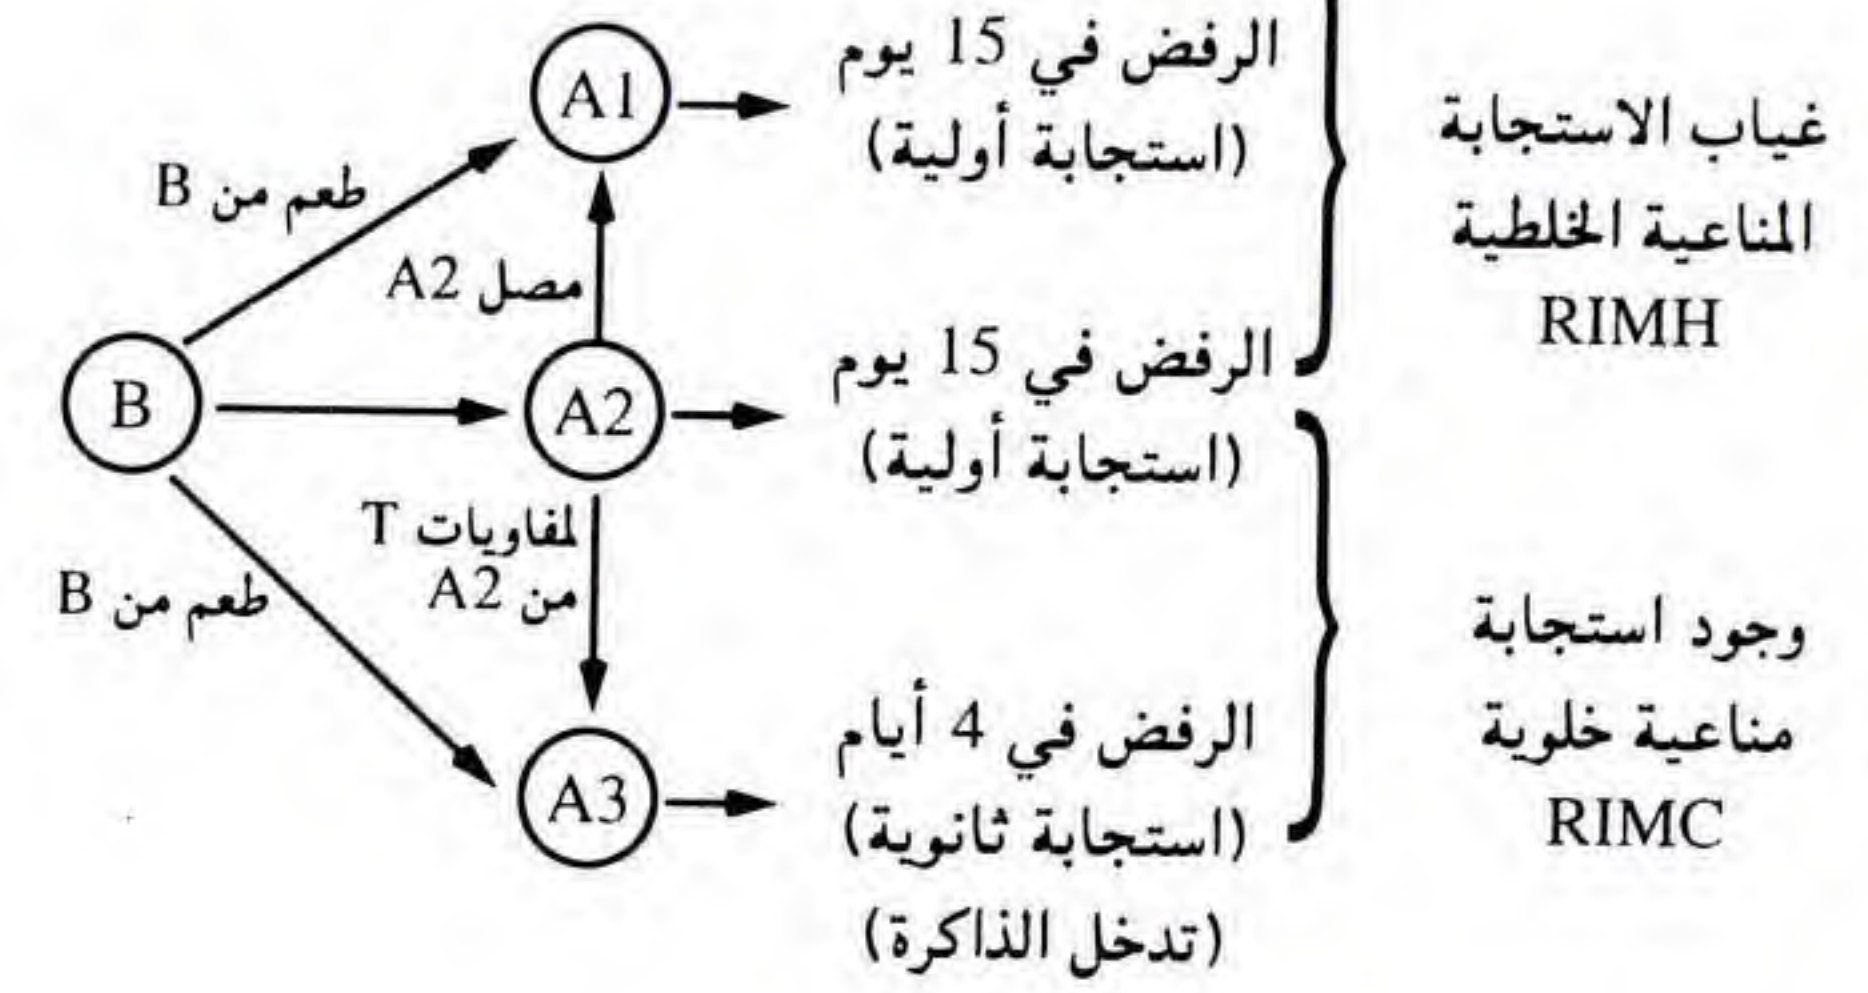 A1
الرفض في 15 يوم
(استجابة أولية)
غياب الاستجابة
المناعية الخلطية
RIMH
طعم من B
مصل A2
B
A2
الرفض في 15 يوم
(استجابة أولية)
لمفاويات T
من A2
طعم من B
A3
الرفض في 4 أيام
(استجابة ثانوية)
(تدخل الذاكرة)
وجود استجابة
مناعية خلوية
RIMC